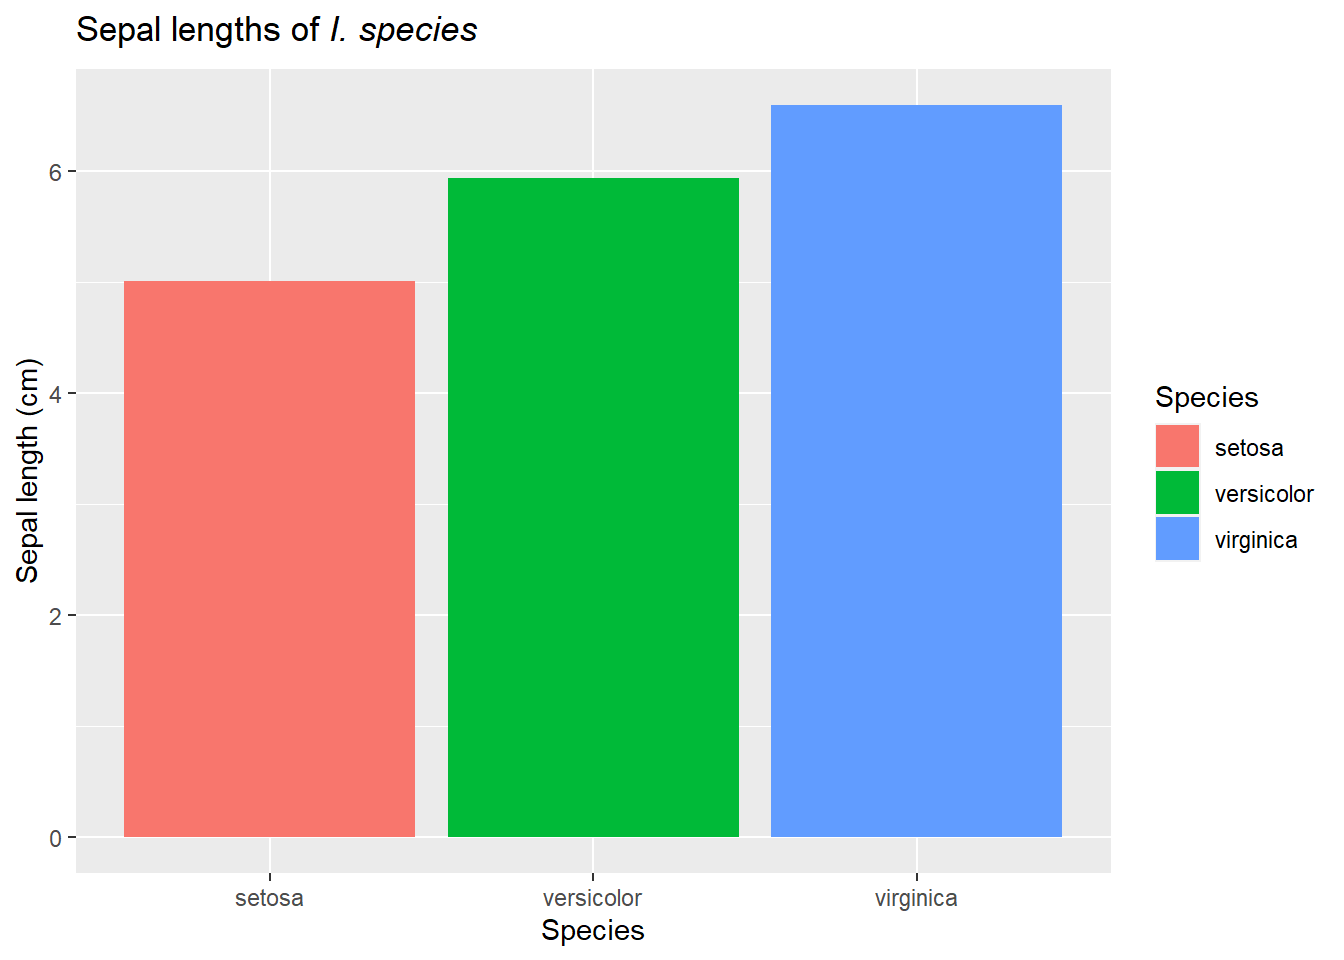 Sepal lengths of I. species
Sepal length (cm)
6
4
2
0
setosa
versicolor
virginica
Species
Species
setosa
versicolor
virginica